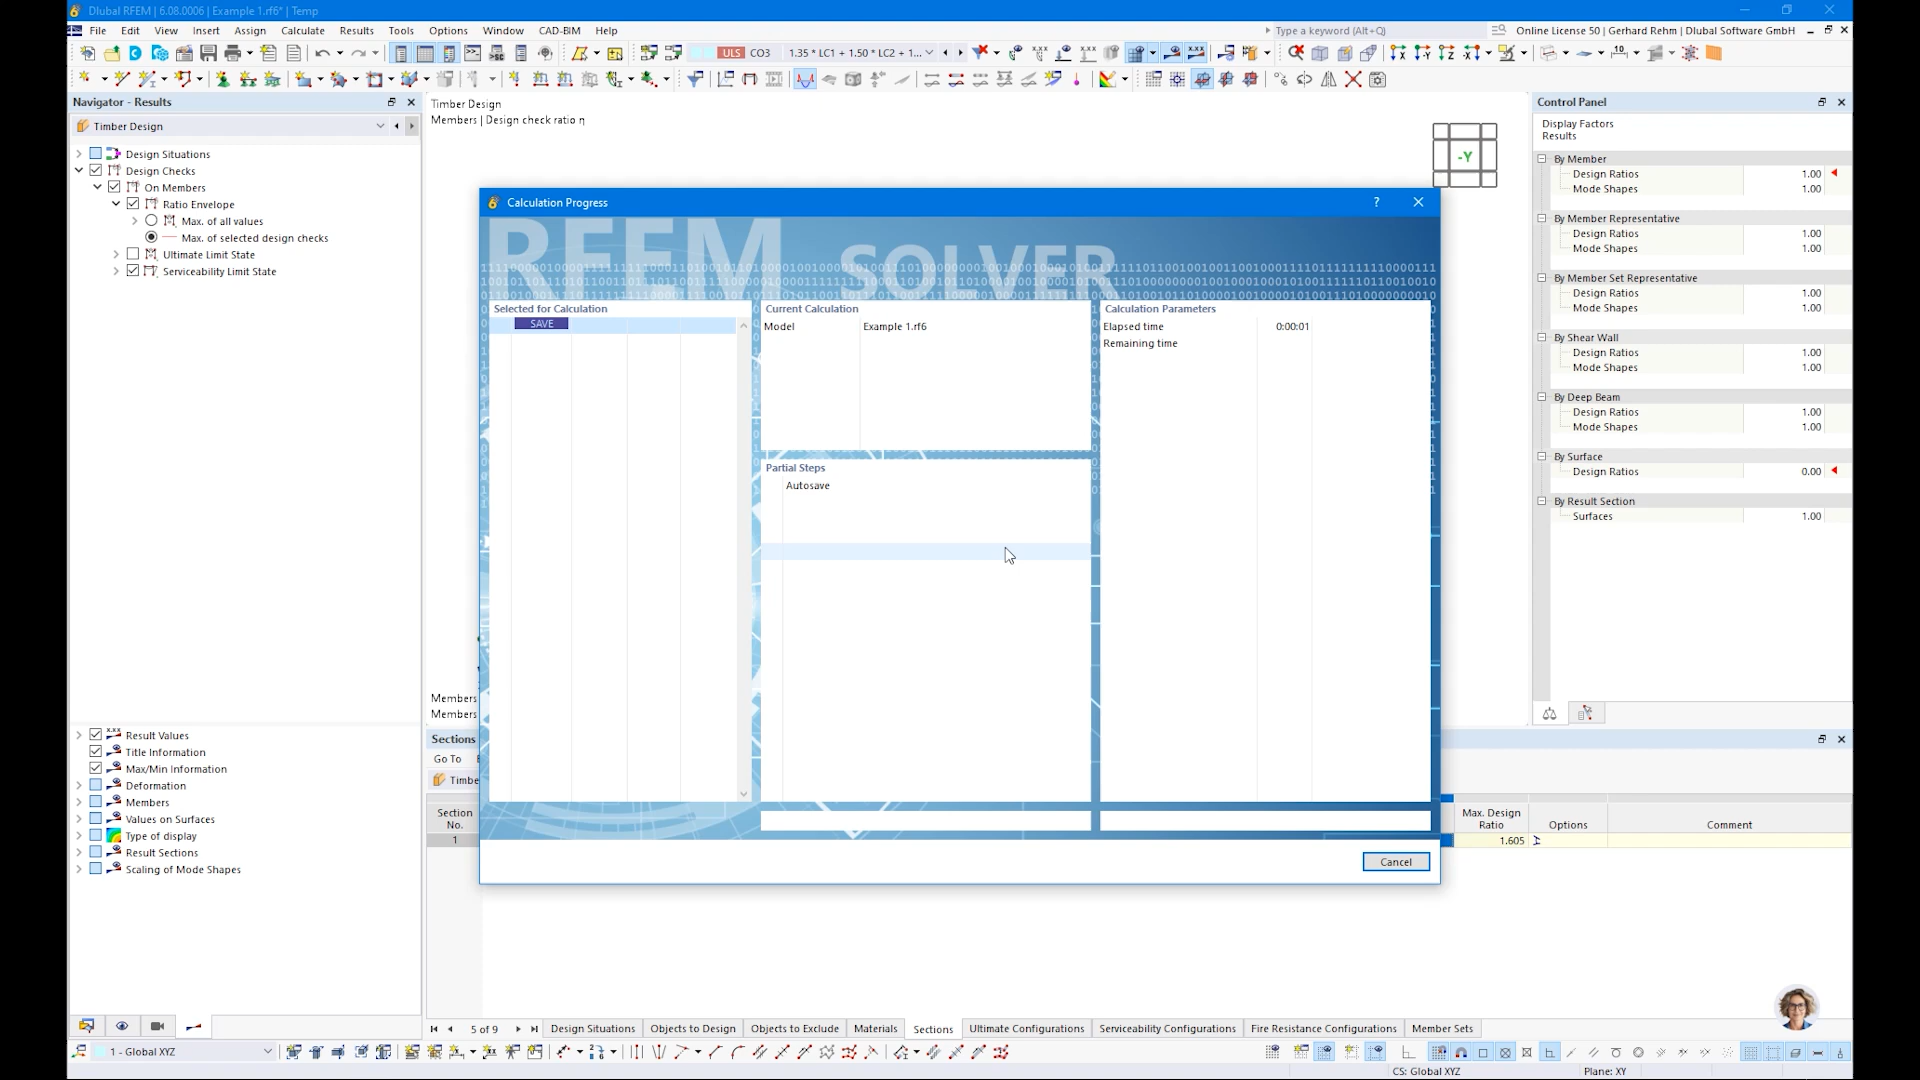 Dlubal RFEM | 6.08.0006 | Example 1.rf6* | Temp
File Edit View Insert Assign Calculate Results Tools Options Window CAD-BIM Help
Type a keyword (Alt+Q)
Online License 50 | Gerhard Rehm | Dlubal Software GmbH
ULS CO3 1.35 * LC1 + 1.50 * LC2 + 1...
Navigator - Results
Timber Design
Design Situations
Design Checks
On Members
Ratio Envelope
Max. of all values
Max. of selected design checks
Ultimate Limit State
Serviceability Limit State
Result Values
Title Information
Max/Min Information
Deformation
Members
Values on Surfaces
Type of display
Result Sections
Scaling of Mode Shapes
Timber Design
Members | Design check ratio η
-Y
Calculation Progress
RFEM SOLVER
Selected for Calculation
SAVE
Current Calculation
Model Example 1.rf6
Partial Steps
Autosave
Calculation Parameters
Elapsed time 0:00:01
Remaining time
Cancel
Members
Members
Sections
Go To
Timbe
Section
No.
1
Max. Design
Ratio
Options
Comment
1.605
Control Panel
Display Factors
Results
By Member
Design Ratios 1.00
Mode Shapes 1.00
By Member Representative
Design Ratios 1.00
Mode Shapes 1.00
By Member Set Representative
Design Ratios 1.00
Mode Shapes 1.00
By Shear Wall
Design Ratios 1.00
Mode Shapes 1.00
By Deep Beam
Design Ratios 1.00
Mode Shapes 1.00
By Surface
Design Ratios 0.00
By Result Section
Surfaces 1.00
5 of 9
Design Situations Objects to Design Objects to Exclude Materials Sections Ultimate Configurations Serviceability Configurations Fire Resistance Configurations Member Sets
1 - Global XYZ
CS: Global XYZ
Plane: XY